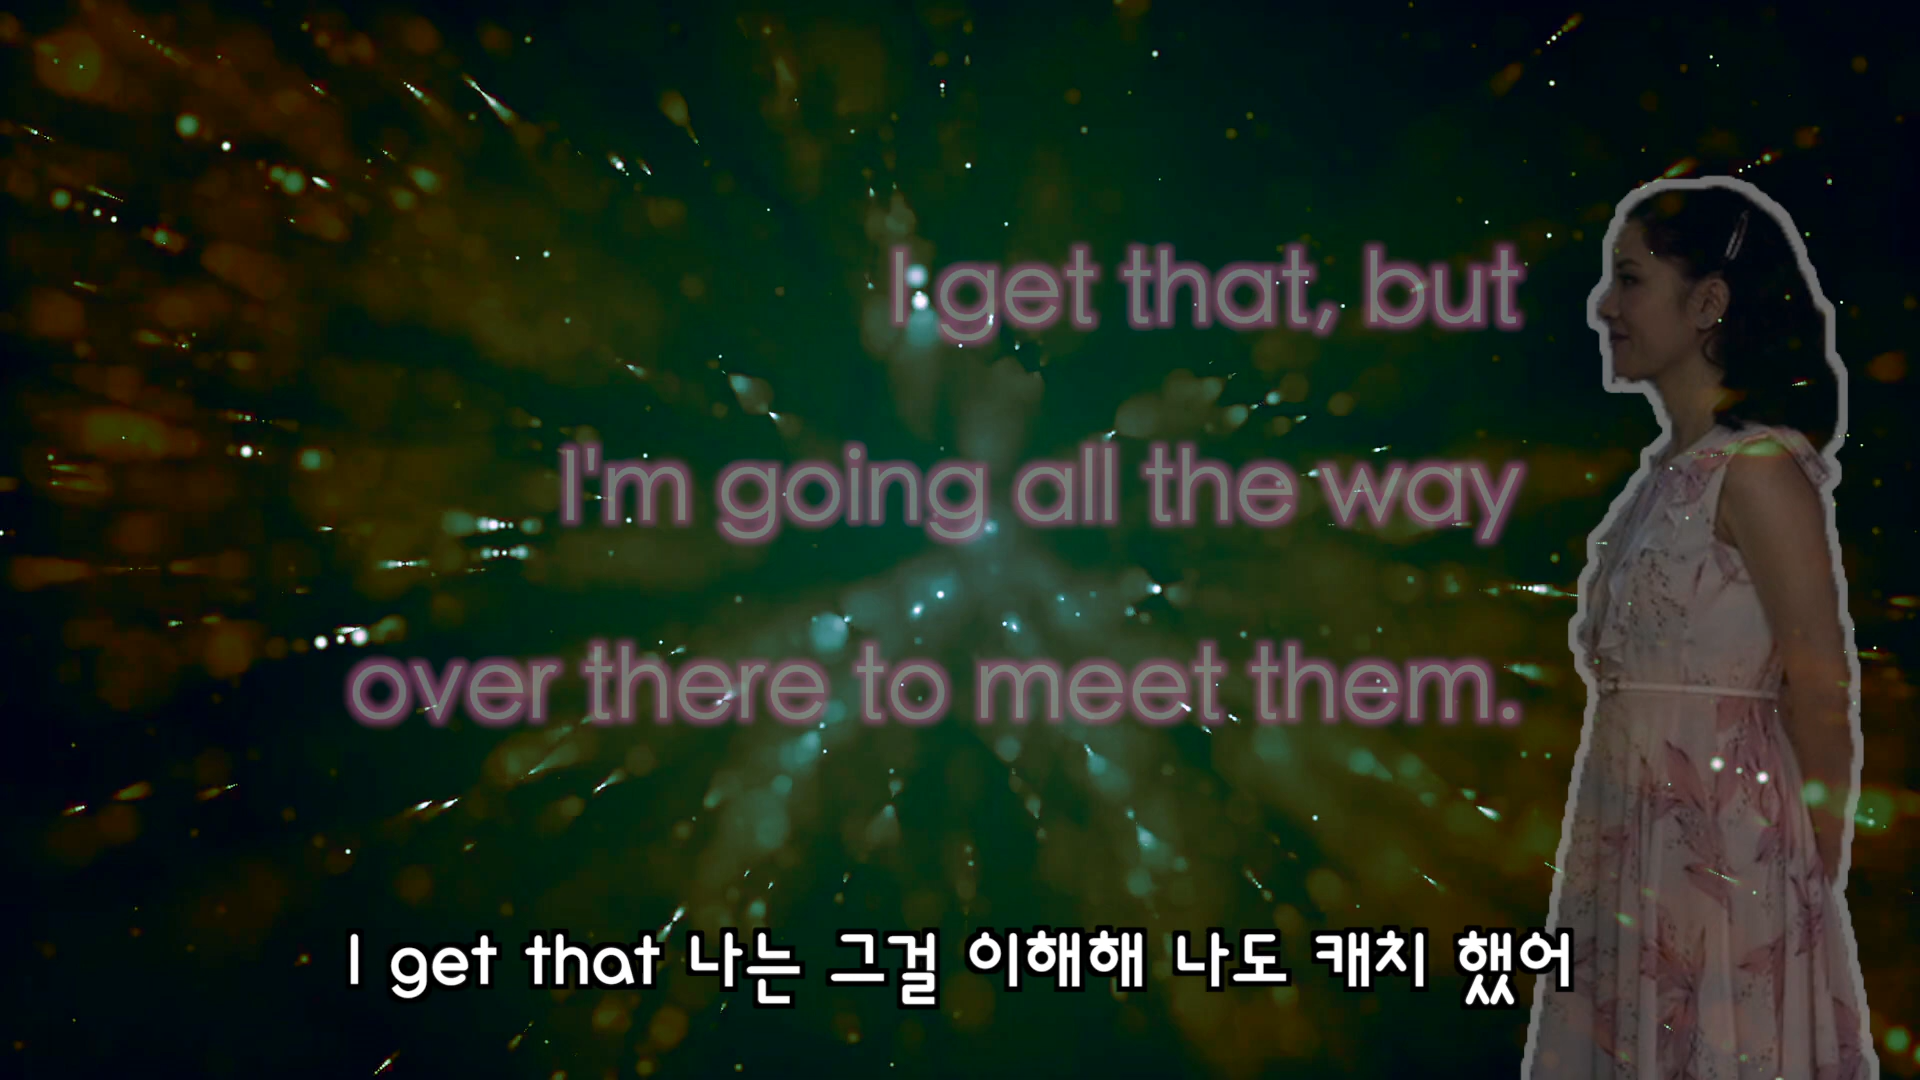 I get that, but
I'm going all the way
over there to meet them.
I get that 나는 그걸 이해해 나도 캐치 했어